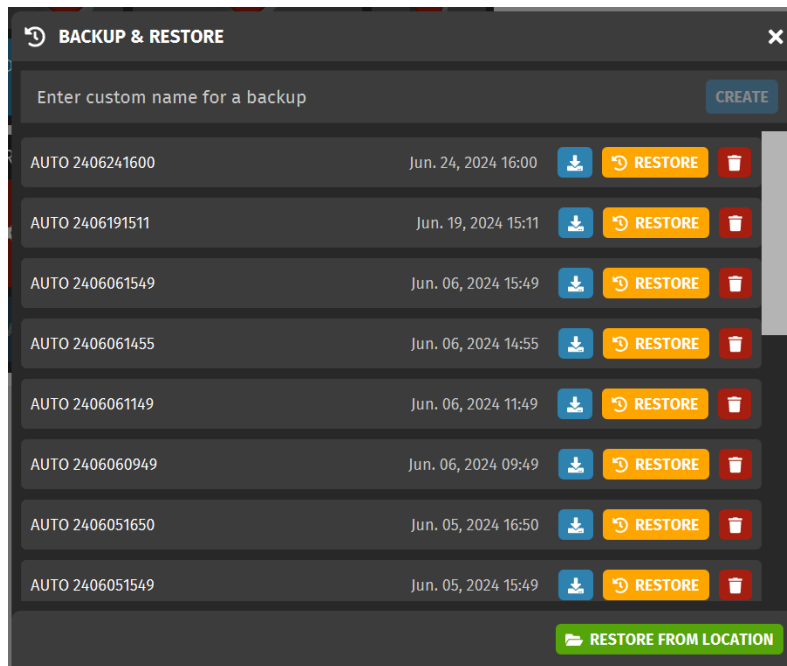 BACKUP & RESTORE
Enter custom name for a backup CREATE
AUTO 2406241600 Jun. 24, 2024 16:00 RESTORE
AUTO 2406191511 Jun. 19, 2024 15:11 RESTORE
AUTO 2406061549 Jun. 06, 2024 15:49 RESTORE
AUTO 2406061455 Jun. 06, 2024 14:55 RESTORE
AUTO 2406061149 Jun. 06, 2024 11:49 RESTORE
AUTO 2406060949 Jun. 06, 2024 09:49 RESTORE
AUTO 2406051650 Jun. 05, 2024 16:50 RESTORE
AUTO 2406051549 Jun. 05, 2024 15:49 RESTORE
RESTORE FROM LOCATION